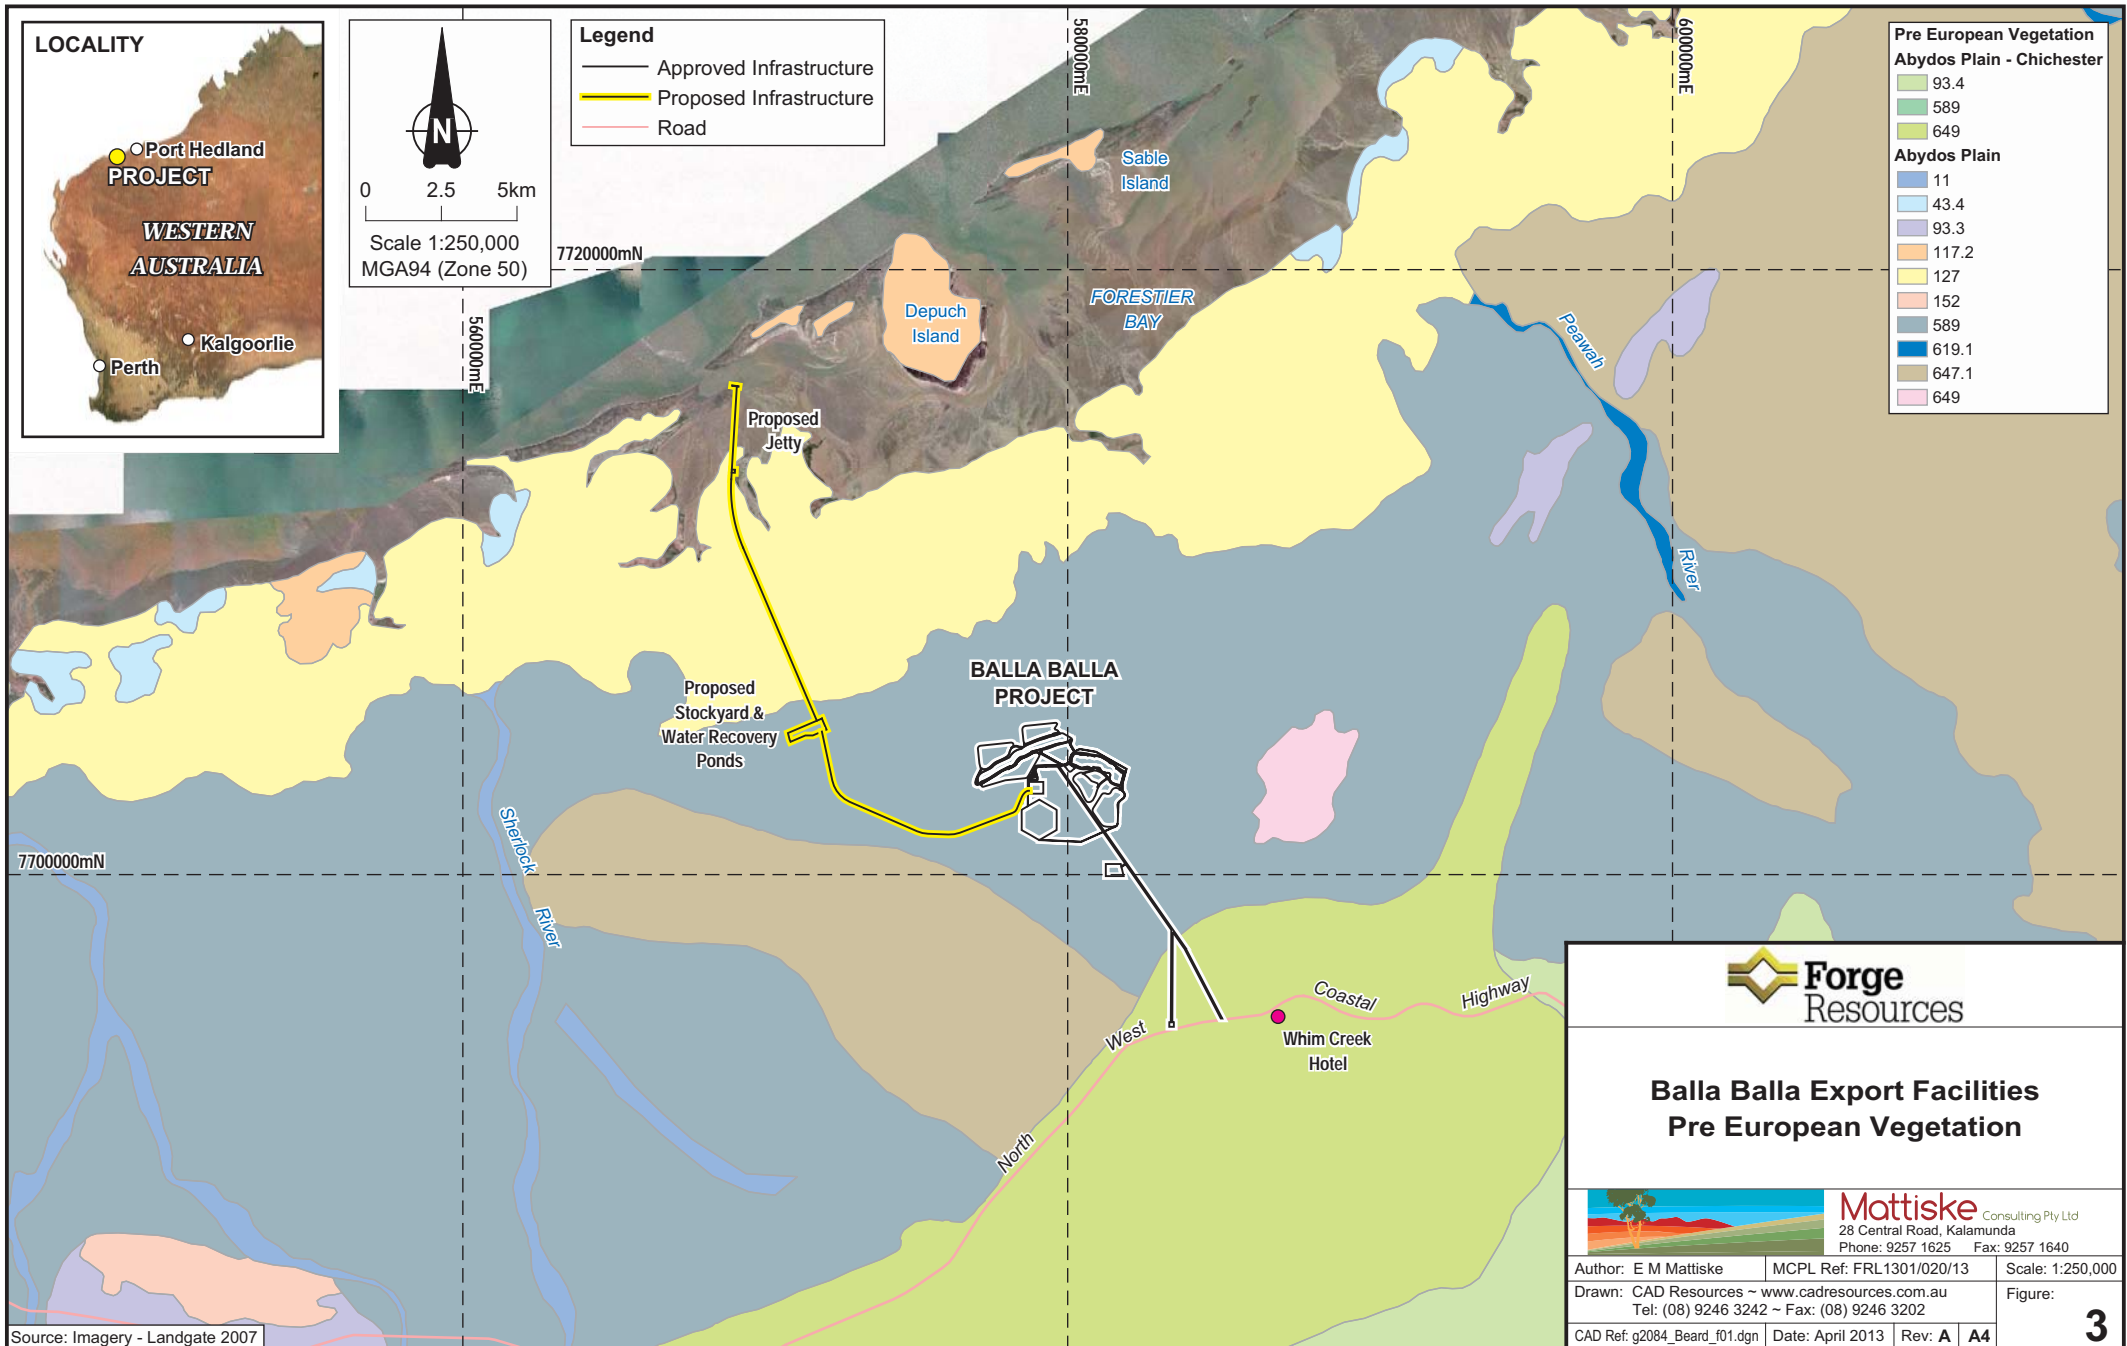 LOCALITY
Port Hedland
PROJECT
WESTERN
AUSTRALIA
Kalgoorlie
Perth
N
0 2.5 5km
Scale 1:250,000
MGA94 (Zone 50)
Legend
Approved Infrastructure
Proposed Infrastructure
Road
560000mE
580000mE
600000mE
7720000mN
7700000mN
Pre European Vegetation
Abydos Plain - Chichester
93.4
589
649
Abydos Plain
11
43.4
93.3
117.2
127
152
589
619.1
647.1
649
Sable
Island
Depuch
Island
FORESTIER
BAY
Peawah
River
Proposed
Jetty
Proposed
Stockyard &
Water Recovery
Ponds
BALLA BALLA
PROJECT
Sherlock
River
North
West
Coastal
Highway
Whim Creek
Hotel
Forge
Resources
Balla Balla Export Facilities
Pre European Vegetation
Mattiske Consulting Pty Ltd
28 Central Road, Kalamunda
Phone: 9257 1625 Fax: 9257 1640
Author: E M Mattiske
MCPL Ref: FRL1301/020/13
Scale: 1:250,000
Drawn: CAD Resources ~ www.cadresources.com.au
Tel: (08) 9246 3242 ~ Fax: (08) 9246 3202
Figure:
3
CAD Ref: g2084_Beard_f01.dgn
Date: April 2013
Rev: A
A4
Source: Imagery - Landgate 2007